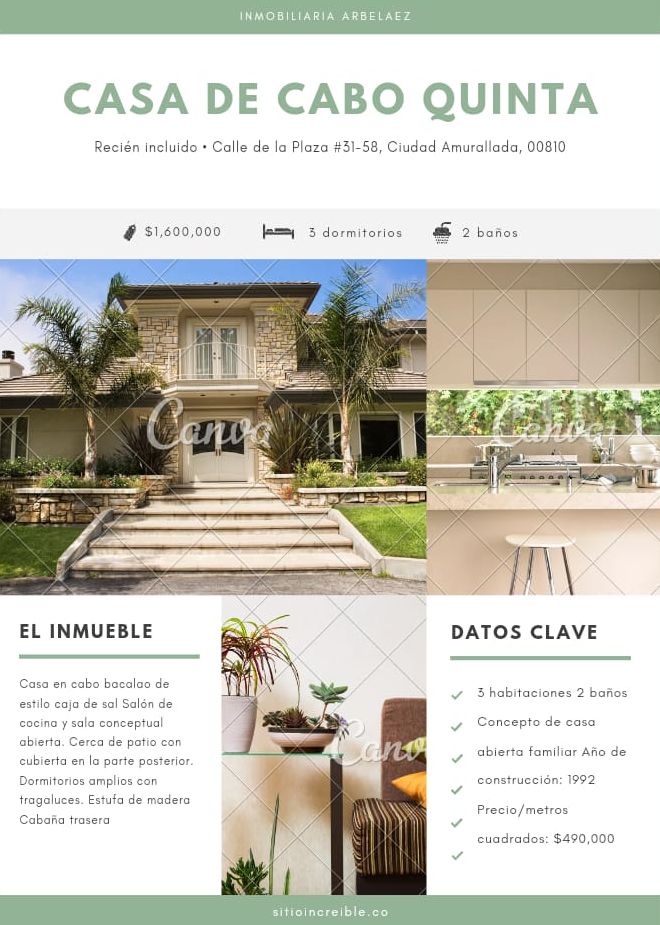 INMOBILIARIA ARBELAEZ
CASA DE CABO QUINTA
Recién incluido • Calle de la Plaza #31-58, Ciudad Amurallada, 00810
$1,600,000
3 dormitorios
2 baños
Canva
Canva
EL INMUEBLE
Casa en cabo bacalao de
estilo caja de sal Salón de
cocina y sala conceptual
abierta. Cerca de patio con
cubierta en la parte posterior.
Dormitorios amplios con
tragaluces. Estufa de madera
Cabaña trasera
Canva
DATOS CLAVE
3 habitaciones 2 baños
Concepto de casa
abierta familiar Año de
construcción: 1992
Precio/metros
cuadrados: $490,000
sitioincreible.co